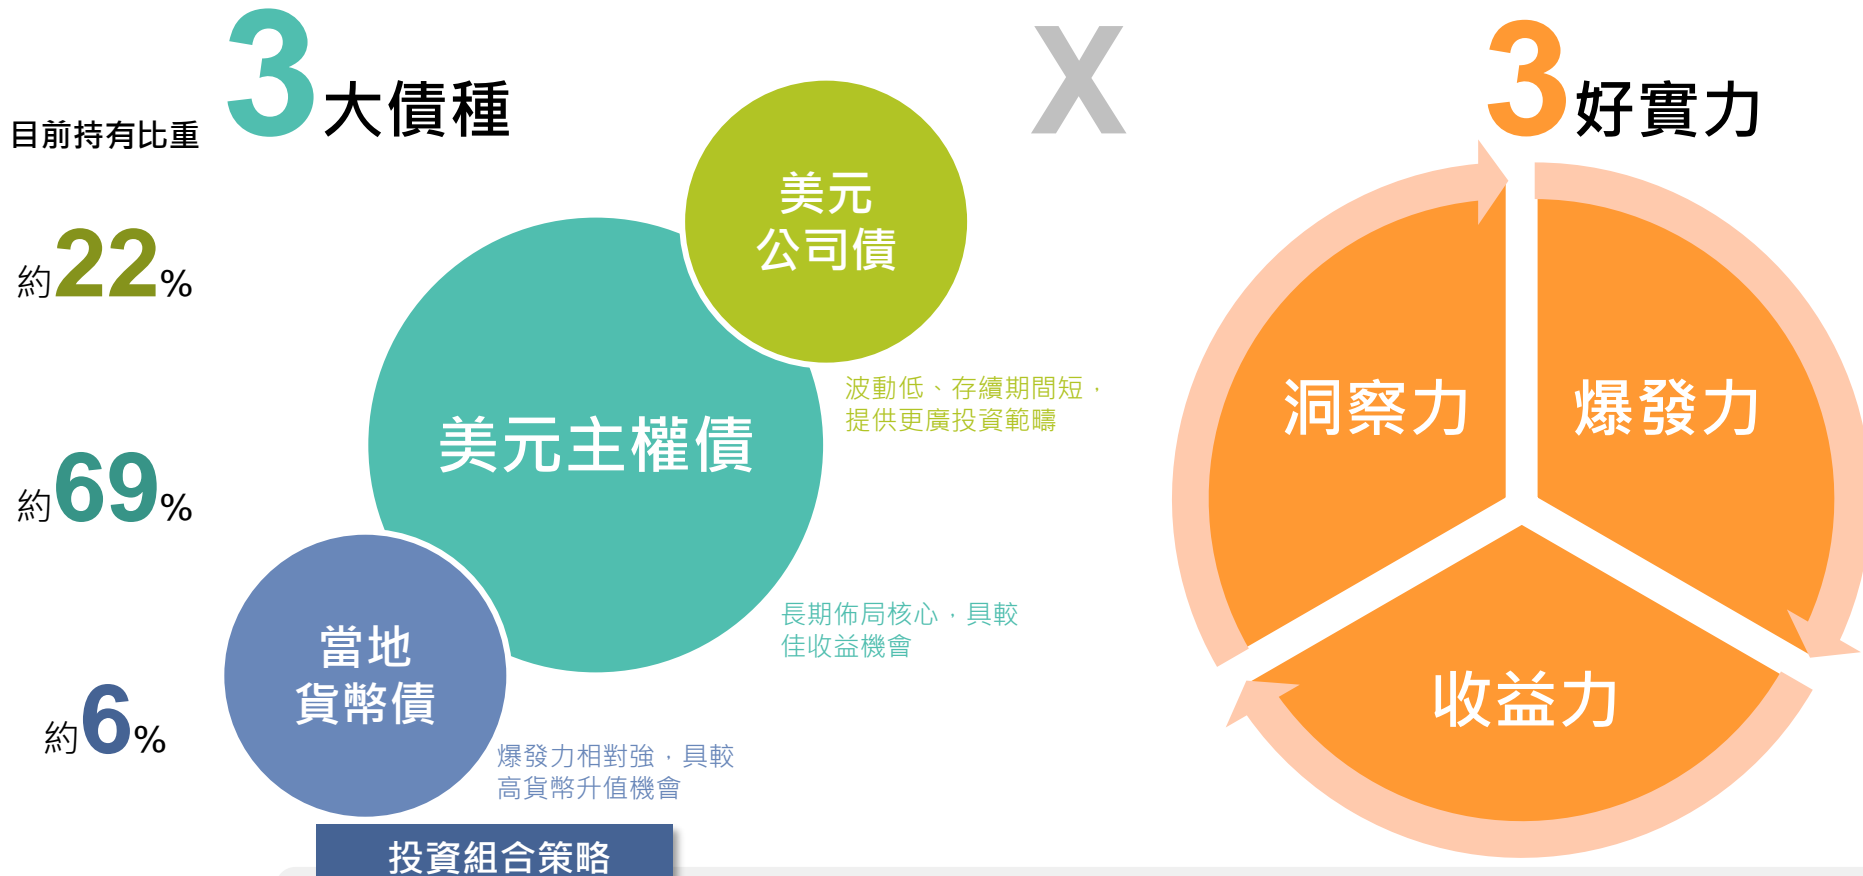 3大債種
X
3好實力
目前持有比重
約22%
約69%
約6%
美元
公司債
波動低、存續期間短，
提供更廣投資範疇
美元主權債
長期佈局核心，具較
佳收益機會
當地
貨幣債
爆發力相對強，具較
高貨幣升值機會
洞察力
爆發力
收益力
投資組合策略